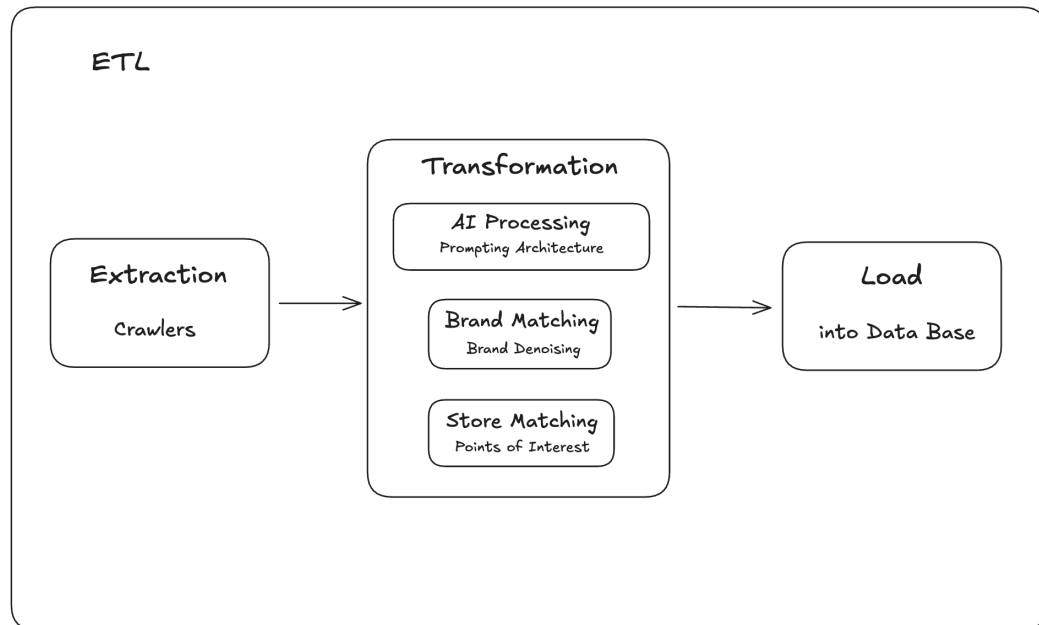 ETL
Extraction
Crawlers
Transformation
AI Processing
Prompting Architecture
Brand Matching
Brand Denoising
Store Matching
Points of Interest
Load
into Data Base